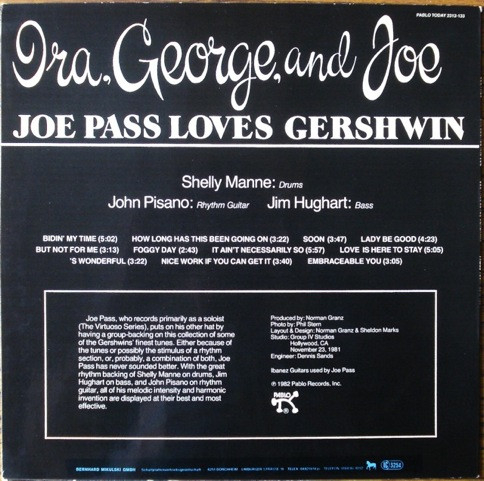 PABLO TODAY 2312-133
Ira, George, and Joe
JOE PASS LOVES GERSHWIN
Shelly Manne: Drums
John Pisano: Rhythm Guitar Jim Hughart: Bass
BIDIN' MY TIME (5:02) HOW LONG HAS THIS BEEN GOING ON (3:22) SOON (3:47) LADY BE GOOD (4:23)
BUT NOT FOR ME (3:13) FOGGY DAY (2:43) IT AIN'T NECESSARILY SO (5:57) LOVE IS HERE TO STAY (5:05)
'S WONDERFUL (3:22) NICE WORK IF YOU CAN GET IT (3:40) EMBRACEABLE YOU (3:05)
Joe Pass, who records primarily as a soloist
(The Virtuoso Series), puts on his other hat by
having a group-backing on this collection of some
of the Gershwins' finest tunes. Either because of
the tunes or possibly the stimulus of a rhythm
section, or, probably, a combination of both, Joe
Pass has never sounded better. With the great
rhythm backing of Shelly Manne on drums, Jim
Hughart on bass, and John Pisano on rhythm
guitar, all of his melodic intensity and harmonic
invention are displayed at their best and most
effective.
Produced by: Norman Granz
Photo by: Phil Stern
Layout & Design: Norman Granz & Sheldon Marks
Studio: Group IV Studios
Hollywood, CA
November 23, 1981
Engineer: Dennis Sands
Ibanez Guitars used by Joe Pass
℗ 1982 Pablo Records, Inc.
PABLO
BERNHARD MIKULSKI GMBH